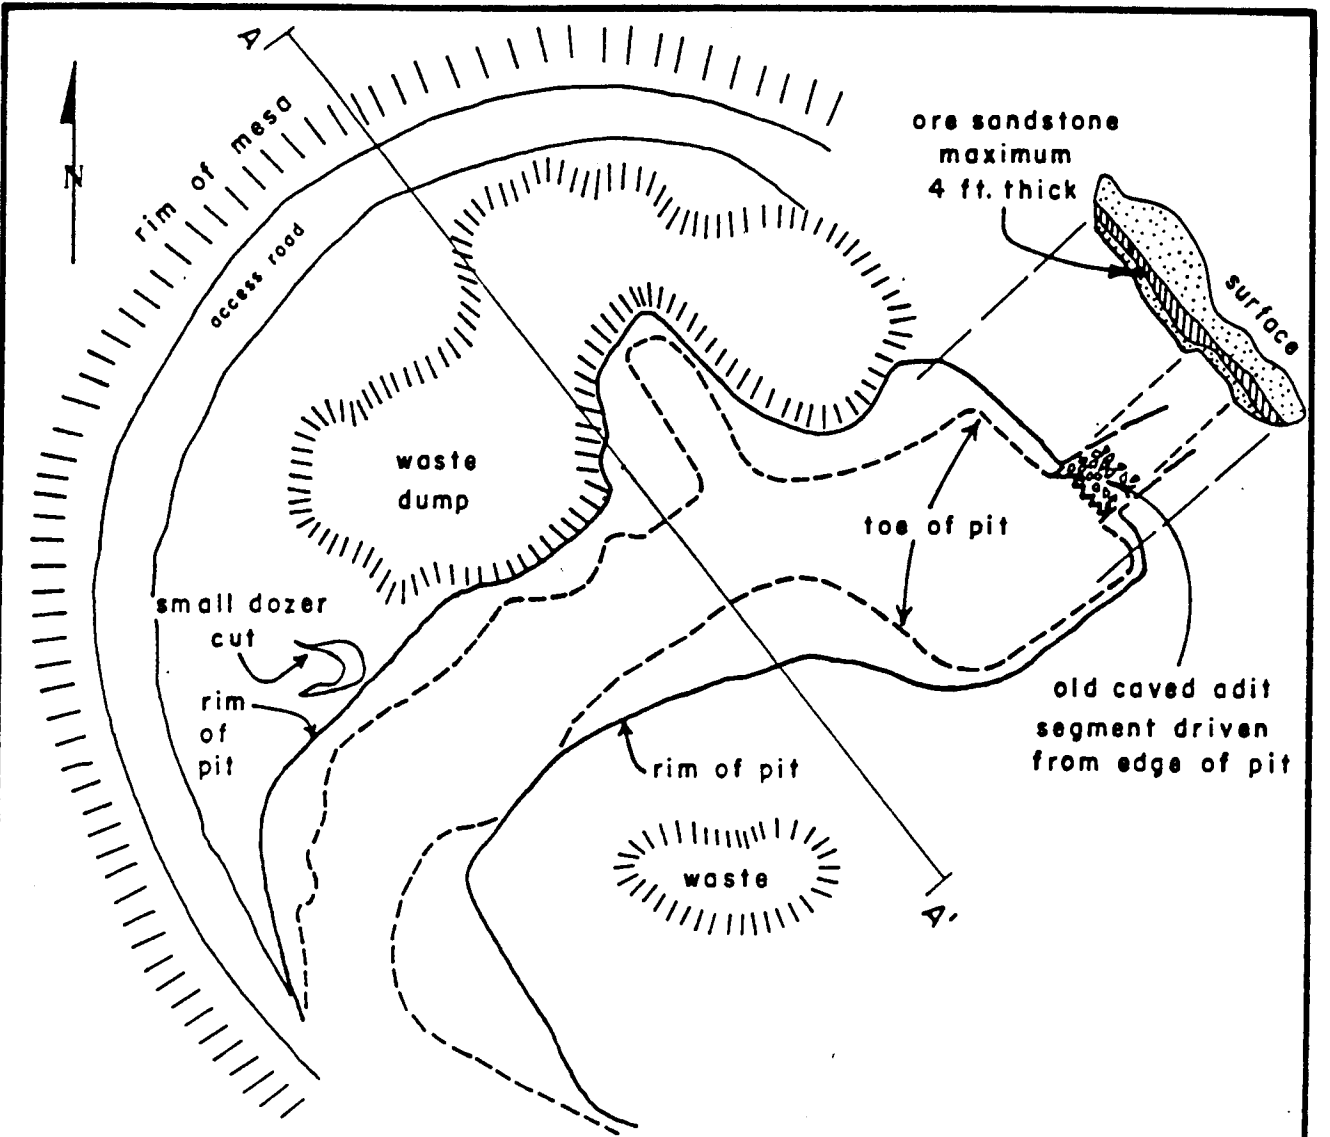 A
N
rim of mesa
access road
ore sandstone
maximum
4 ft. thick
surface
waste
dump
toe of pit
small dozer
cut
rim
of
pit
old caved adit
segment driven
from edge of pit
rim of pit
waste
A'